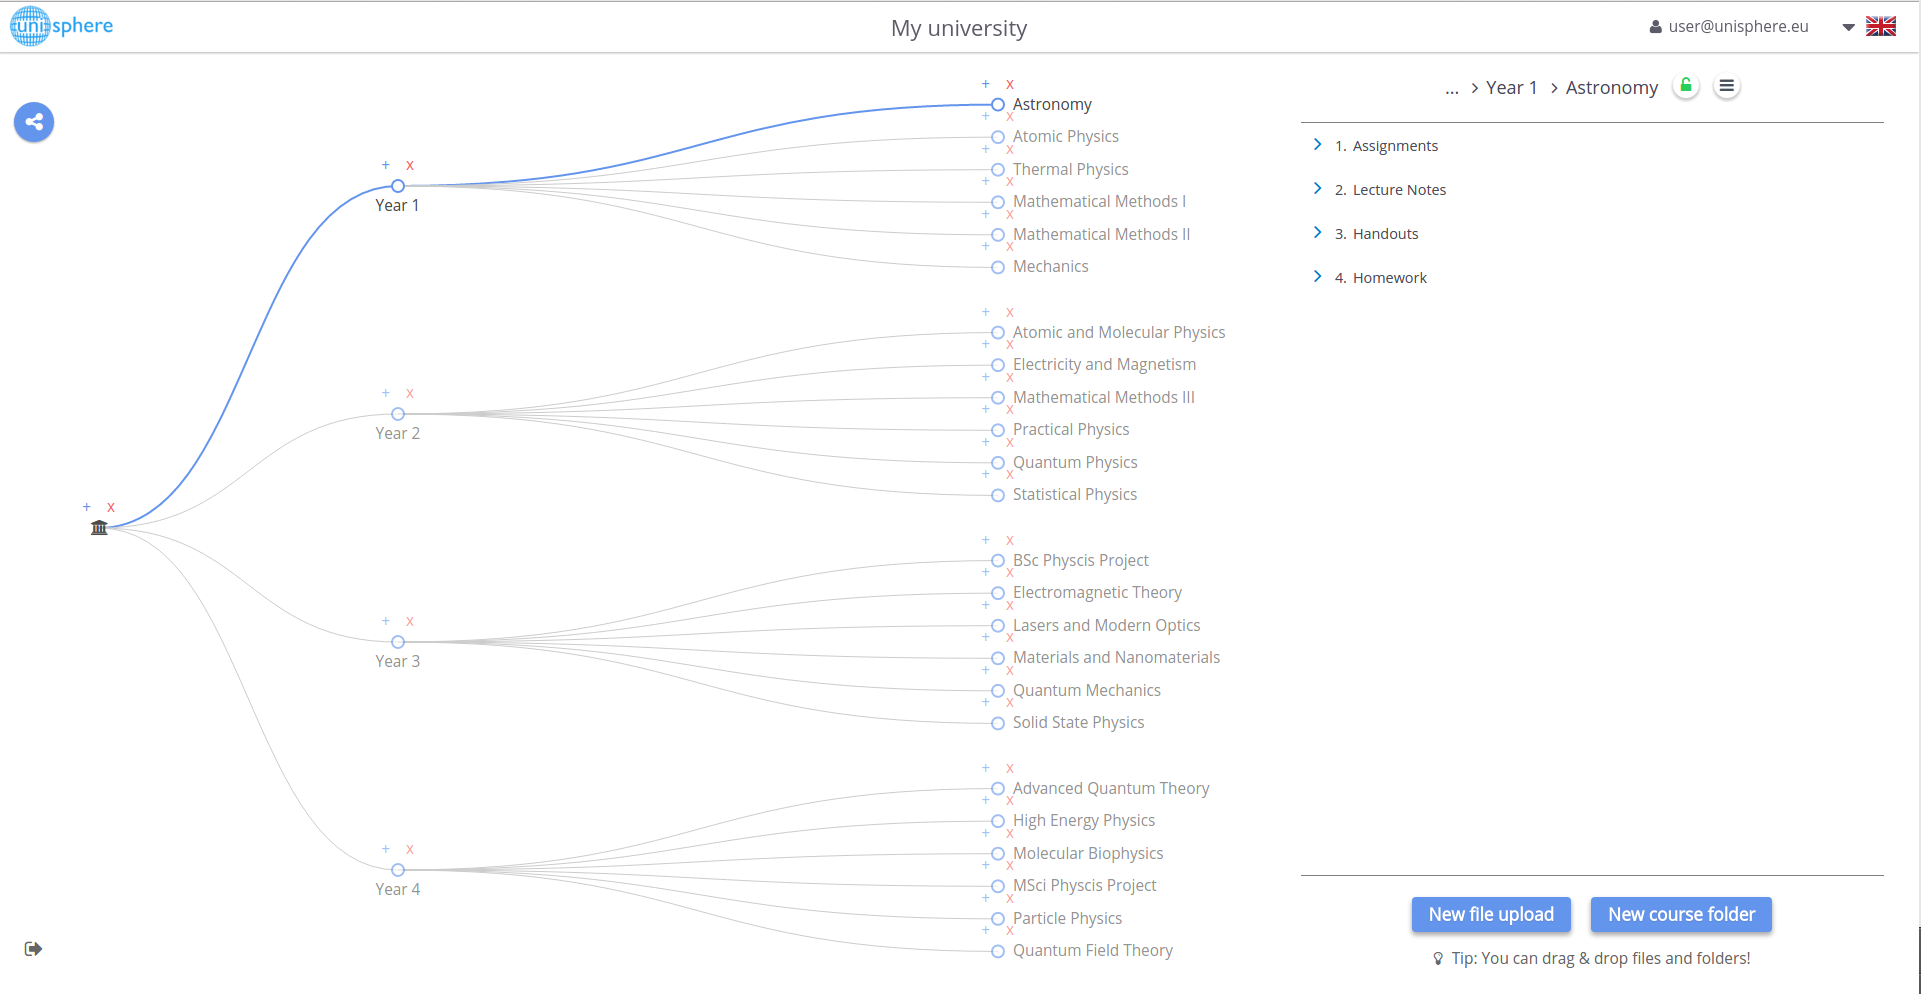 unisphere
My university
user@unisphere.eu
+ x
Astronomy
+ x
Atomic Physics
+ x
Thermal Physics
+ x
Mathematical Methods I
+ x
Mathematical Methods II
+ x
Mechanics
+ x
Year 1
+ x
Atomic and Molecular Physics
+ x
Electricity and Magnetism
+ x
Mathematical Methods III
+ x
Practical Physics
+ x
Quantum Physics
+ x
Statistical Physics
+ x
Year 2
+ x
+ x
BSc Physcis Project
+ x
Electromagnetic Theory
+ x
Lasers and Modern Optics
+ x
Materials and Nanomaterials
+ x
Quantum Mechanics
+ x
Solid State Physics
+ x
Year 3
+ x
Advanced Quantum Theory
+ x
High Energy Physics
+ x
Molecular Biophysics
+ x
MSci Physcis Project
+ x
Particle Physics
+ x
Quantum Field Theory
+ x
Year 4
... > Year 1 > Astronomy
1. Assignments
2. Lecture Notes
3. Handouts
4. Homework
New file upload
New course folder
Tip: You can drag & drop files and folders!